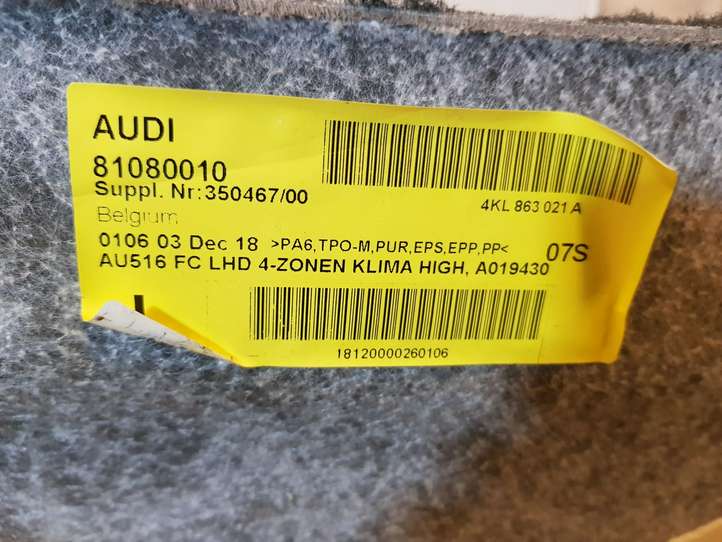 AUDI
81080010
Suppl. Nr:350467/00
4KL 863 021 A
Belgium
0106 03 Dec 18 >PA6,TPO-M,PUR,EPS,EPP,PP< 07S
AU516 FC LHD 4-ZONEN KLIMA HIGH, A019430
18120000260106